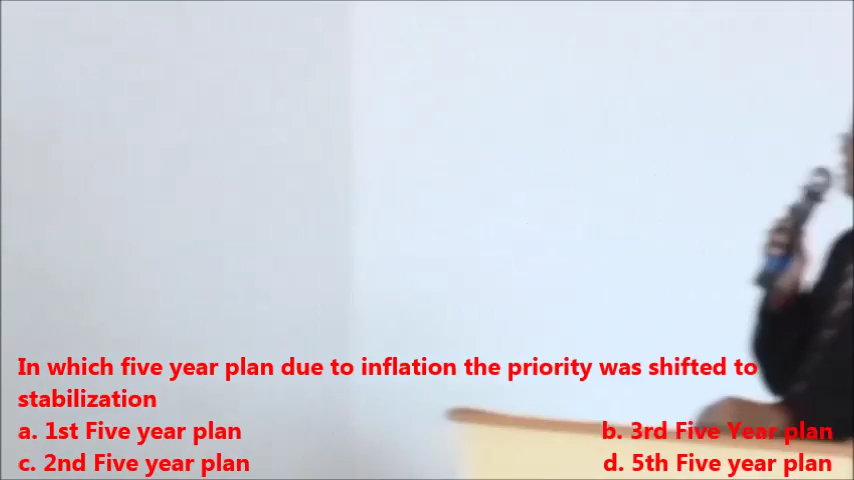 In which five year plan due to inflation the priority was shifted to
stabilization
a. 1st Five year plan b. 3rd Five Year plan
c. 2nd Five year plan d. 5th Five year plan